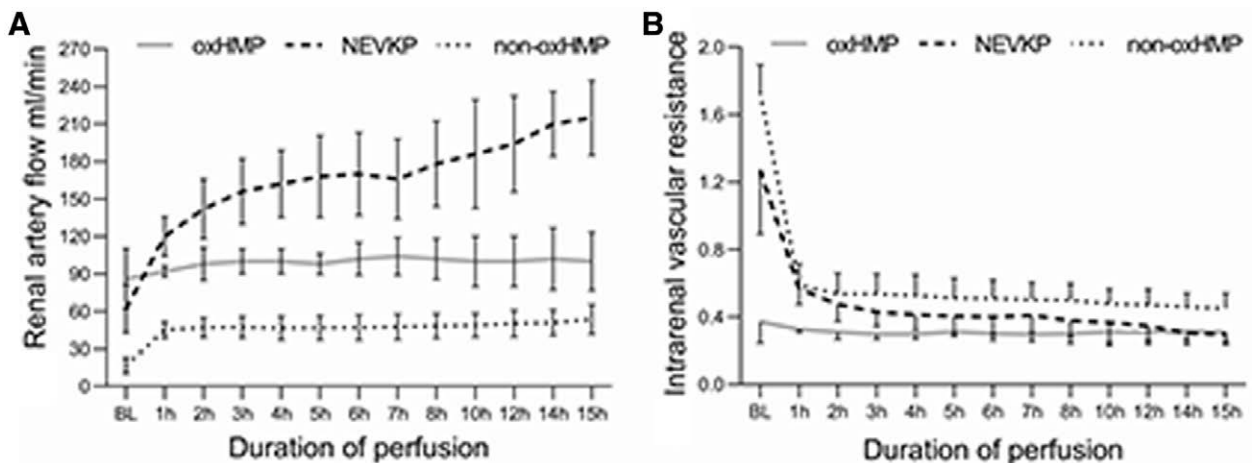 A
oxHMP NEVKP non-oxHMP
Renal artery flow ml/min
270
240
210
180
150
120
90
60
30
0
BL 1h 2h 3h 4h 5h 6h 7h 8h 10h 12h 14h 15h
Duration of perfusion
B
oxHMP NEVKP non-oxHMP
Intrarenal vascular resistance
2.0
1.6
1.2
0.8
0.4
0.0
BL 1h 2h 3h 4h 5h 6h 7h 8h 10h 12h 14h 15h
Duration of perfusion